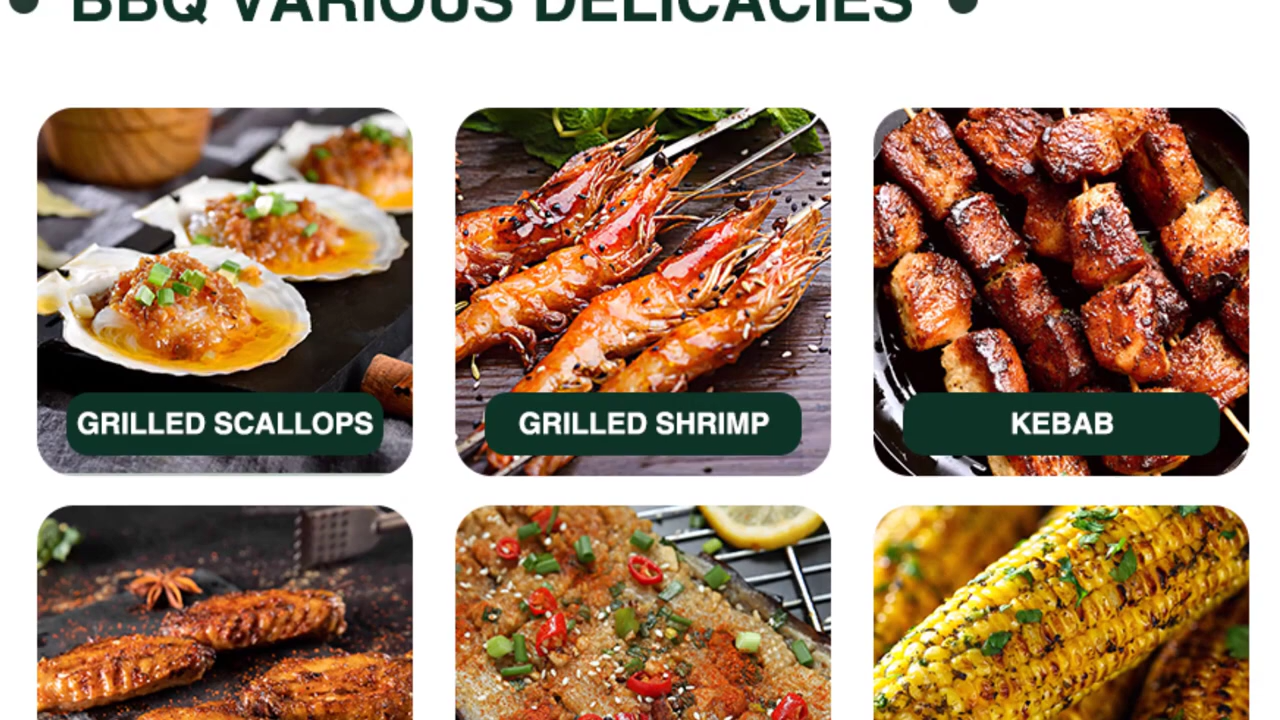 BBQ VARIOUS DELICACIES
GRILLED SCALLOPS
GRILLED SHRIMP
KEBAB